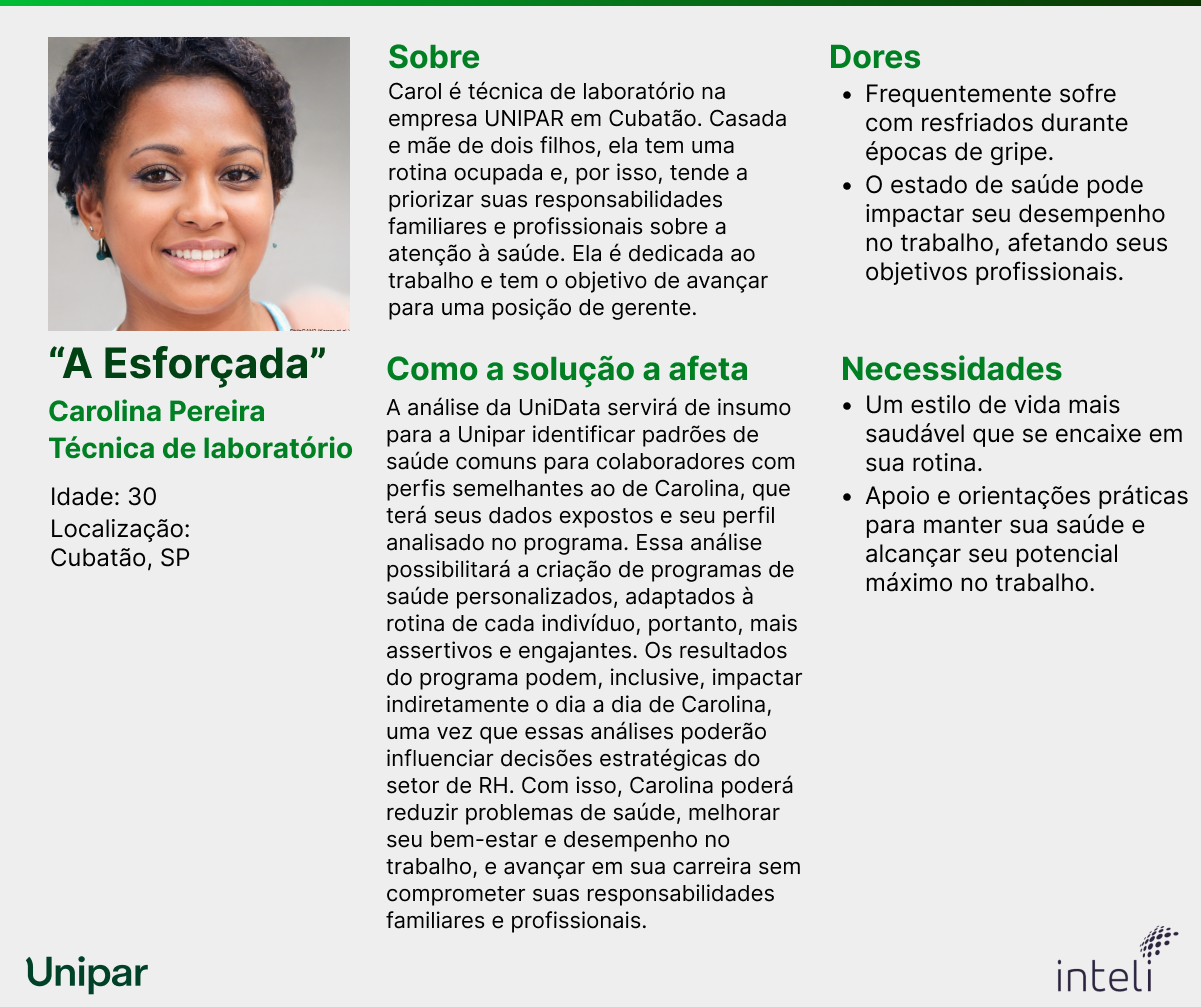 Sobre
Carol é técnica de laboratório na
empresa UNIPAR em Cubatão. Casada
e mãe de dois filhos, ela tem uma
rotina ocupada e, por isso, tende a
priorizar suas responsabilidades
familiares e profissionais sobre a
atenção à saúde. Ela é dedicada ao
trabalho e tem o objetivo de avançar
para uma posição de gerente.
Dores
• Frequentemente sofre
com resfriados durante
épocas de gripe.
• O estado de saúde pode
impactar seu desempenho
no trabalho, afetando seus
objetivos profissionais.
“A Esforçada”
Carolina Pereira
Técnica de laboratório
Idade: 30
Localização:
Cubatão, SP
Como a solução a afeta
A análise da UniData servirá de insumo
para a Unipar identificar padrões de
saúde comuns para colaboradores com
perfis semelhantes ao de Carolina, que
terá seus dados expostos e seu perfil
analisado no programa. Essa análise
possibilitará a criação de programas de
saúde personalizados, adaptados à
rotina de cada indivíduo, portanto, mais
assertivos e engajantes. Os resultados
do programa podem, inclusive, impactar
indiretamente o dia a dia de Carolina,
uma vez que essas análises poderão
influenciar decisões estratégicas do
setor de RH. Com isso, Carolina poderá
reduzir problemas de saúde, melhorar
seu bem-estar e desempenho no
trabalho, e avançar em sua carreira sem
comprometer suas responsabilidades
familiares e profissionais.
Necessidades
• Um estilo de vida mais
saudável que se encaixe em
sua rotina.
• Apoio e orientações práticas
para manter sua saúde e
alcançar seu potencial
máximo no trabalho.
Unipar
inteli